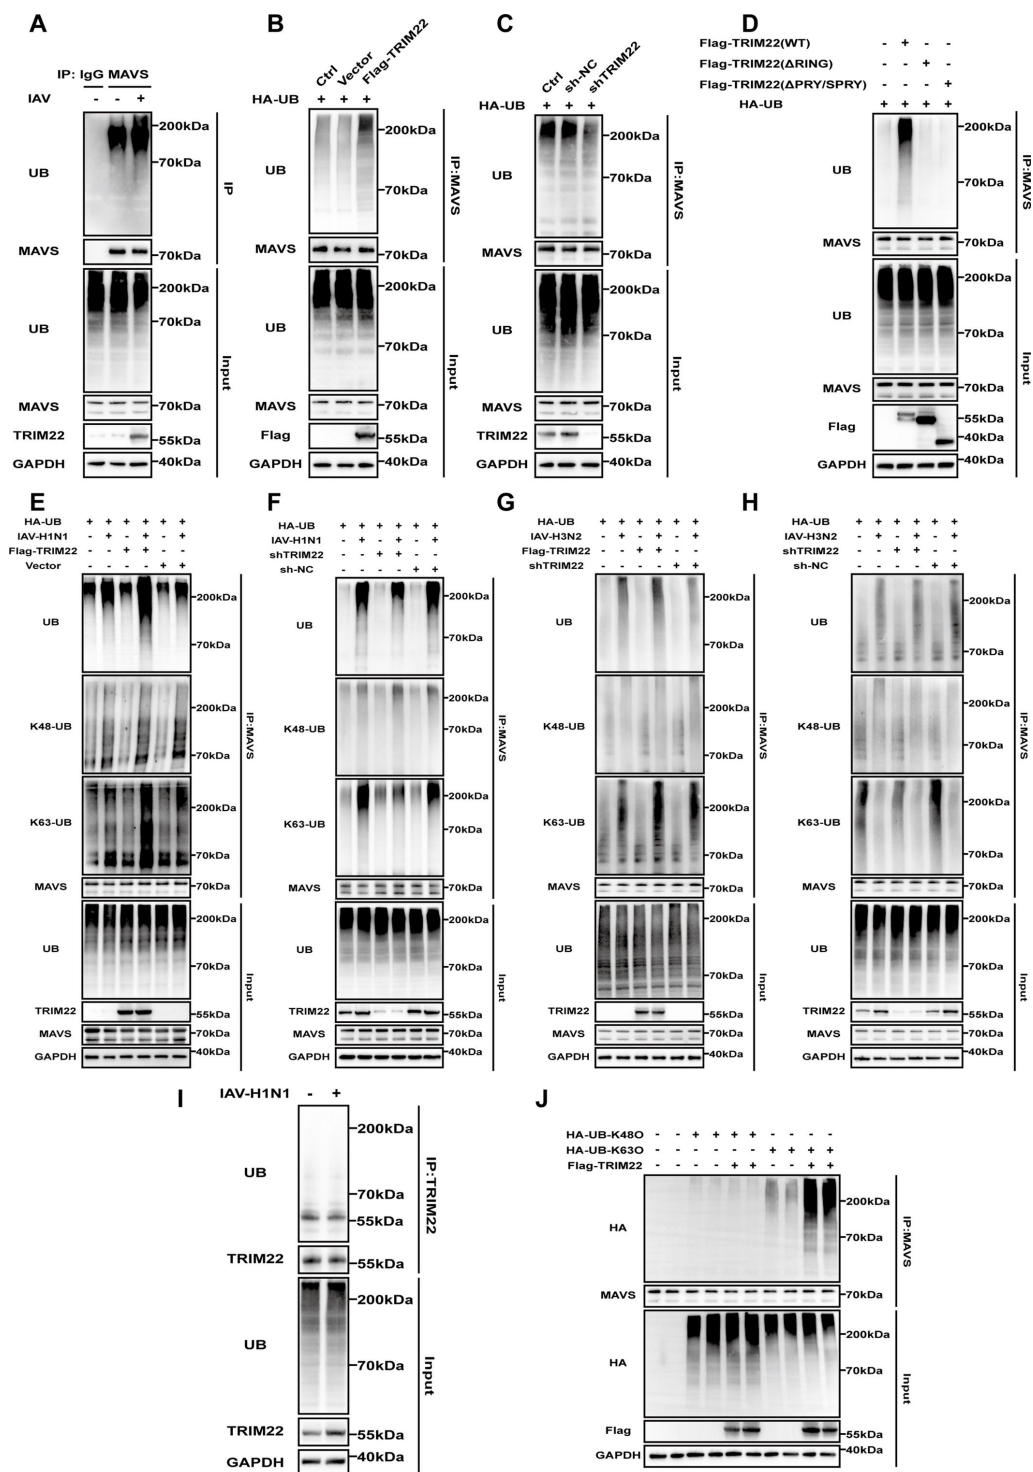 A
IP: IgG MAVS
IAV - - +
UB
200kDa
70kDa
IP
MAVS
70kDa
UB
200kDa
70kDa
Input
MAVS
70kDa
TRIM22
55kDa
GAPDH
40kDa
B
Ctrl Vector Flag-TRIM22
HA-UB + + +
UB
200kDa
70kDa
IP:MAVS
MAVS
70kDa
UB
200kDa
70kDa
Input
MAVS
70kDa
Flag
55kDa
GAPDH
40kDa
C
Ctrl sh-NC shTRIM22
HA-UB + + +
UB
200kDa
70kDa
IP:MAVS
MAVS
70kDa
UB
200kDa
70kDa
Input
MAVS
70kDa
TRIM22
55kDa
GAPDH
40kDa
D
Flag-TRIM22(WT) - + - -
Flag-TRIM22(ΔRING) - - + -
Flag-TRIM22(ΔPRY/SPRY) - - - +
HA-UB + + + +
UB
200kDa
70kDa
IP:MAVS
MAVS
70kDa
UB
200kDa
70kDa
Input
MAVS
70kDa
Flag
55kDa
40kDa
GAPDH
40kDa
E
HA-UB + + + + + +
IAV-H1N1 - + - + - +
Flag-TRIM22 - - + + - -
Vector - - - - + +
UB
200kDa
70kDa
K48-UB
200kDa
70kDa
K63-UB
200kDa
70kDa
IP:MAVS
MAVS
70kDa
UB
200kDa
70kDa
Input
TRIM22
55kDa
MAVS
70kDa
GAPDH
40kDa
F
HA-UB + + + + + +
IAV-H1N1 - + - + - +
shTRIM22 - - + + - -
sh-NC - - - - + +
UB
200kDa
70kDa
K48-UB
200kDa
70kDa
K63-UB
200kDa
70kDa
IP:MAVS
MAVS
70kDa
UB
200kDa
70kDa
Input
TRIM22
55kDa
MAVS
70kDa
GAPDH
40kDa
G
HA-UB + + + + + +
IAV-H3N2 - + - + - +
Flag-TRIM22 - - + + - -
shTRIM22 - - - - + +
UB
200kDa
70kDa
K48-UB
200kDa
70kDa
K63-UB
200kDa
70kDa
IP:MAVS
MAVS
70kDa
UB
200kDa
70kDa
Input
TRIM22
55kDa
MAVS
70kDa
GAPDH
40kDa
H
HA-UB + + + + + +
IAV-H3N2 - + - + - +
shTRIM22 - - + + - -
sh-NC - - - - + +
UB
200kDa
70kDa
K48-UB
200kDa
70kDa
K63-UB
200kDa
70kDa
IP:MAVS
MAVS
70kDa
UB
200kDa
70kDa
Input
TRIM22
55kDa
MAVS
70kDa
GAPDH
40kDa
I
IAV-H1N1 - +
UB
200kDa
70kDa
55kDa
IP:TRIM22
TRIM22
55kDa
UB
200kDa
70kDa
Input
TRIM22
55kDa
GAPDH
40kDa
J
HA-UB-K48O - - + + + + - - - -
HA-UB-K63O - - - - - - + + + +
Flag-TRIM22 - - - - + + - - + +
HA
200kDa
70kDa
IP:MAVS
MAVS
70kDa
HA
200kDa
70kDa
Input
Flag
55kDa
GAPDH
40kDa